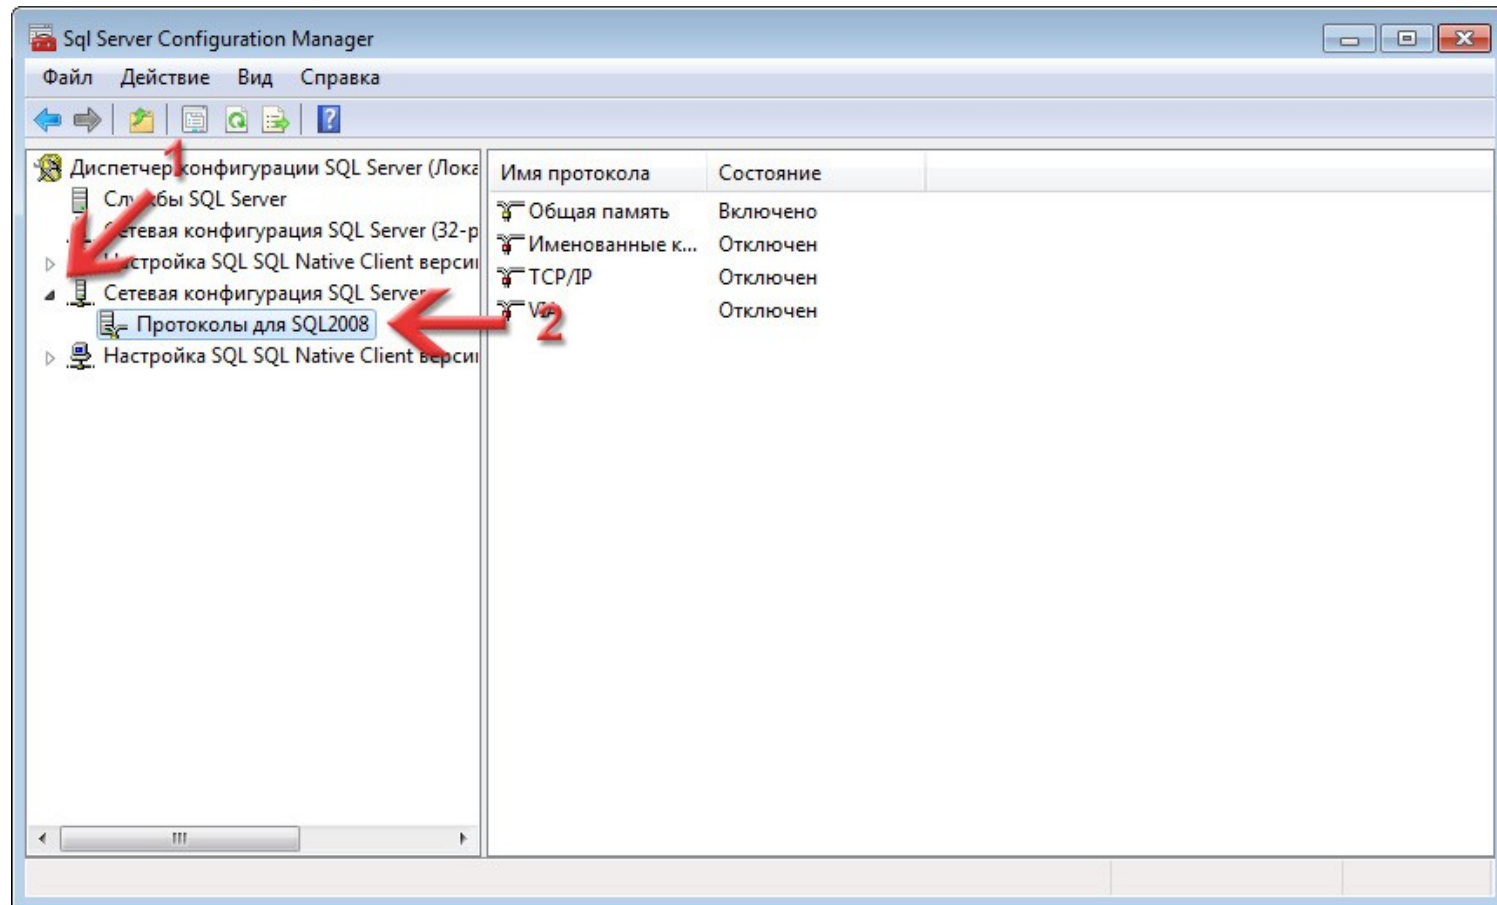 Sql Server Configuration Manager
Файл Действие Вид Справка
1
Диспетчер конфигурации SQL Server (Лока
Службы SQL Server
Сетевая конфигурация SQL Server (32-р
Настройка SQL SQL Native Client версии
Сетевая конфигурация SQL Server
Протоколы для SQL2008
Настройка SQL SQL Native Client версии
Имя протокола Состояние
Общая память Включено
Именованные к... Отключен
TCP/IP Отключен
VIA Отключен
2